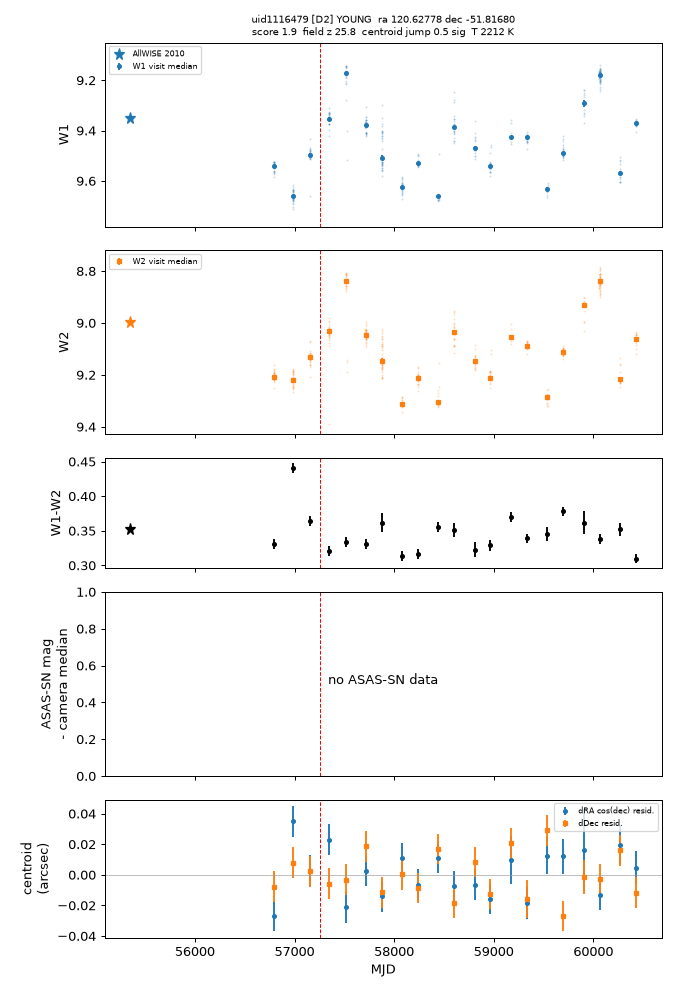 uid1116479 [D2] YOUNG ra 120.62778 dec -51.81680
score 1.9 field z 25.8 centroid jump 0.5 sig T 2212 K
AllWISE 2010
W1 visit median
W1
9.2
9.4
9.6
W2 visit median
W2
8.8
9.0
9.2
9.4
W1-W2
0.45
0.40
0.35
0.30
ASAS-SN mag
- camera median
1.0
0.8
0.6
0.4
0.2
0.0
no ASAS-SN data
dRA cos(dec) resid.
dDec resid.
centroid
(arcsec)
0.04
0.02
0.00
−0.02
−0.04
56000
57000
58000
59000
60000
MJD